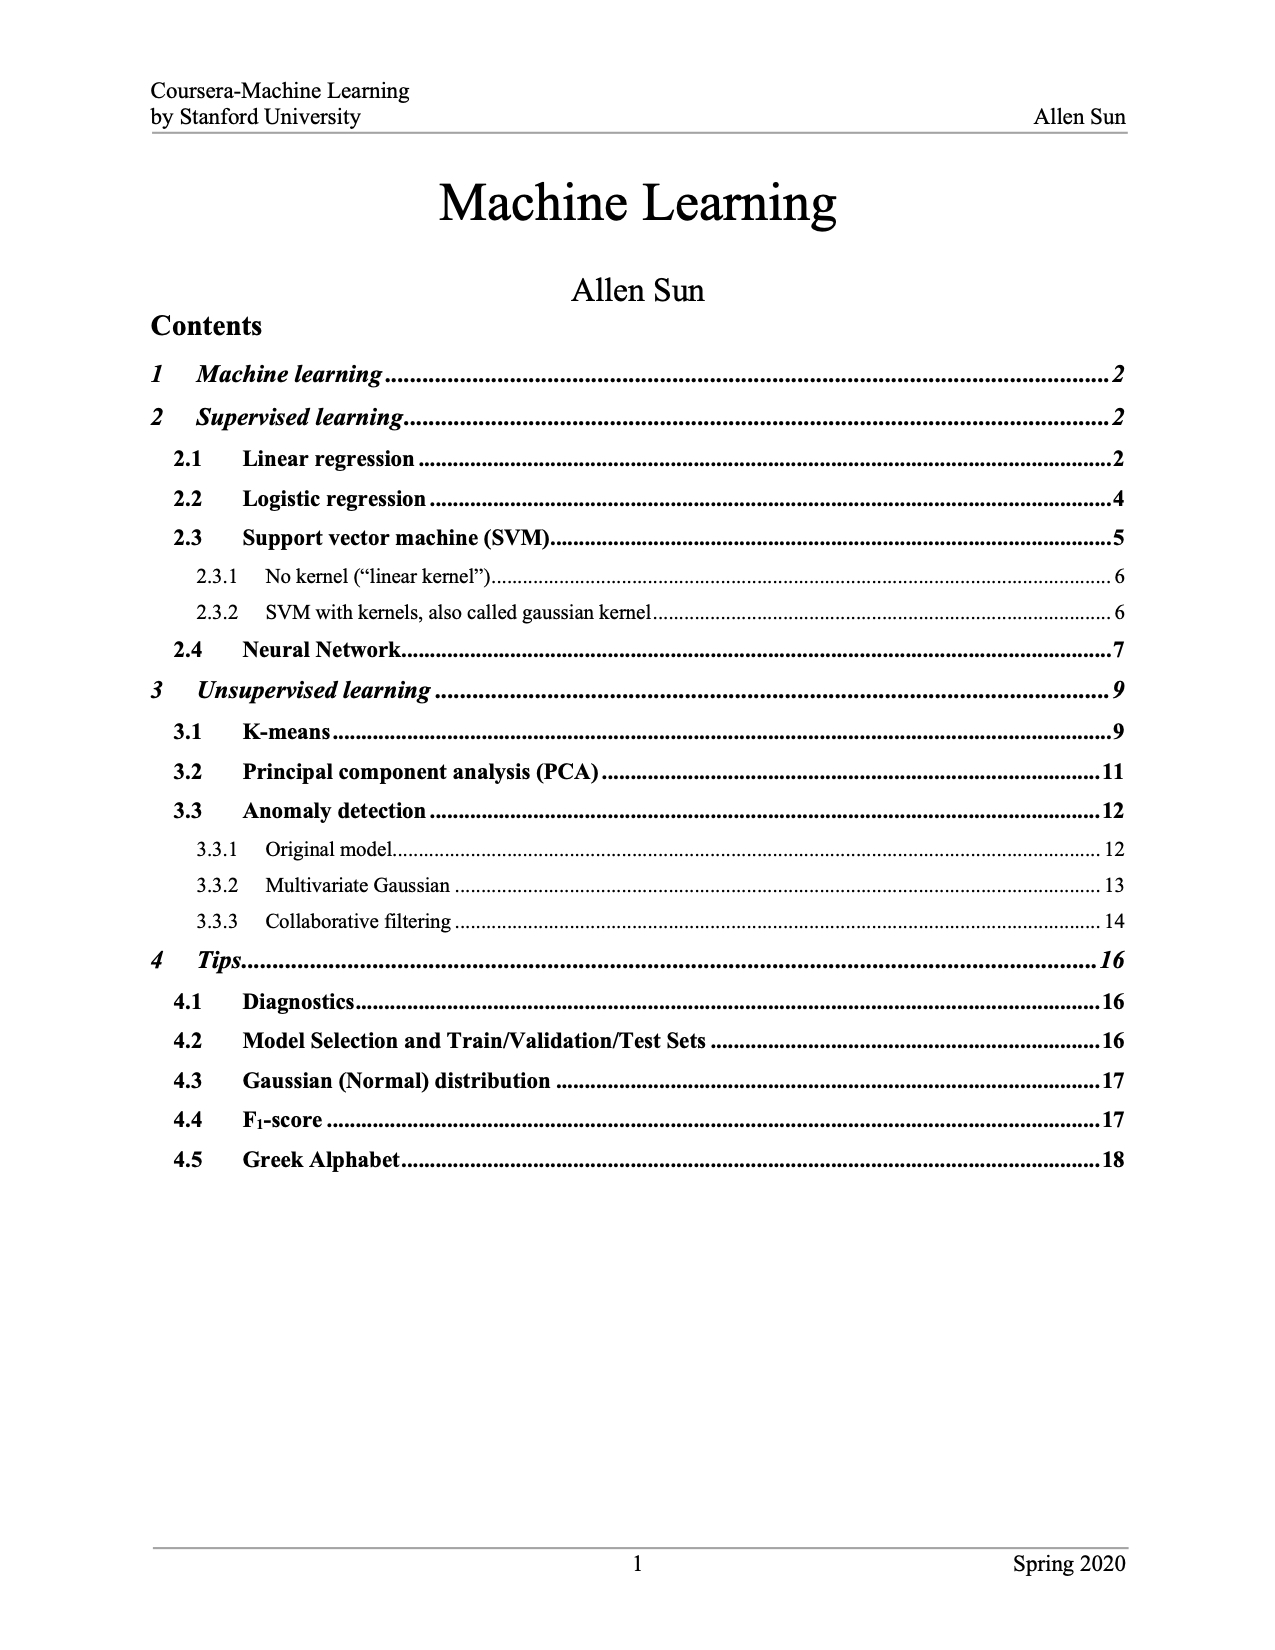 Coursera-Machine Learning
by Stanford University Allen Sun
Machine Learning
Allen Sun
Contents
1 Machine learning 2
2 Supervised learning 2
2.1 Linear regression 2
2.2 Logistic regression 4
2.3 Support vector machine (SVM) 5
2.3.1 No kernel (“linear kernel”) 6
2.3.2 SVM with kernels, also called gaussian kernel 6
2.4 Neural Network 7
3 Unsupervised learning 9
3.1 K-means 9
3.2 Principal component analysis (PCA) 11
3.3 Anomaly detection 12
3.3.1 Original model 12
3.3.2 Multivariate Gaussian 13
3.3.3 Collaborative filtering 14
4 Tips 16
4.1 Diagnostics 16
4.2 Model Selection and Train/Validation/Test Sets 16
4.3 Gaussian (Normal) distribution 17
4.4 F₁-score 17
4.5 Greek Alphabet 18
1 Spring 2020